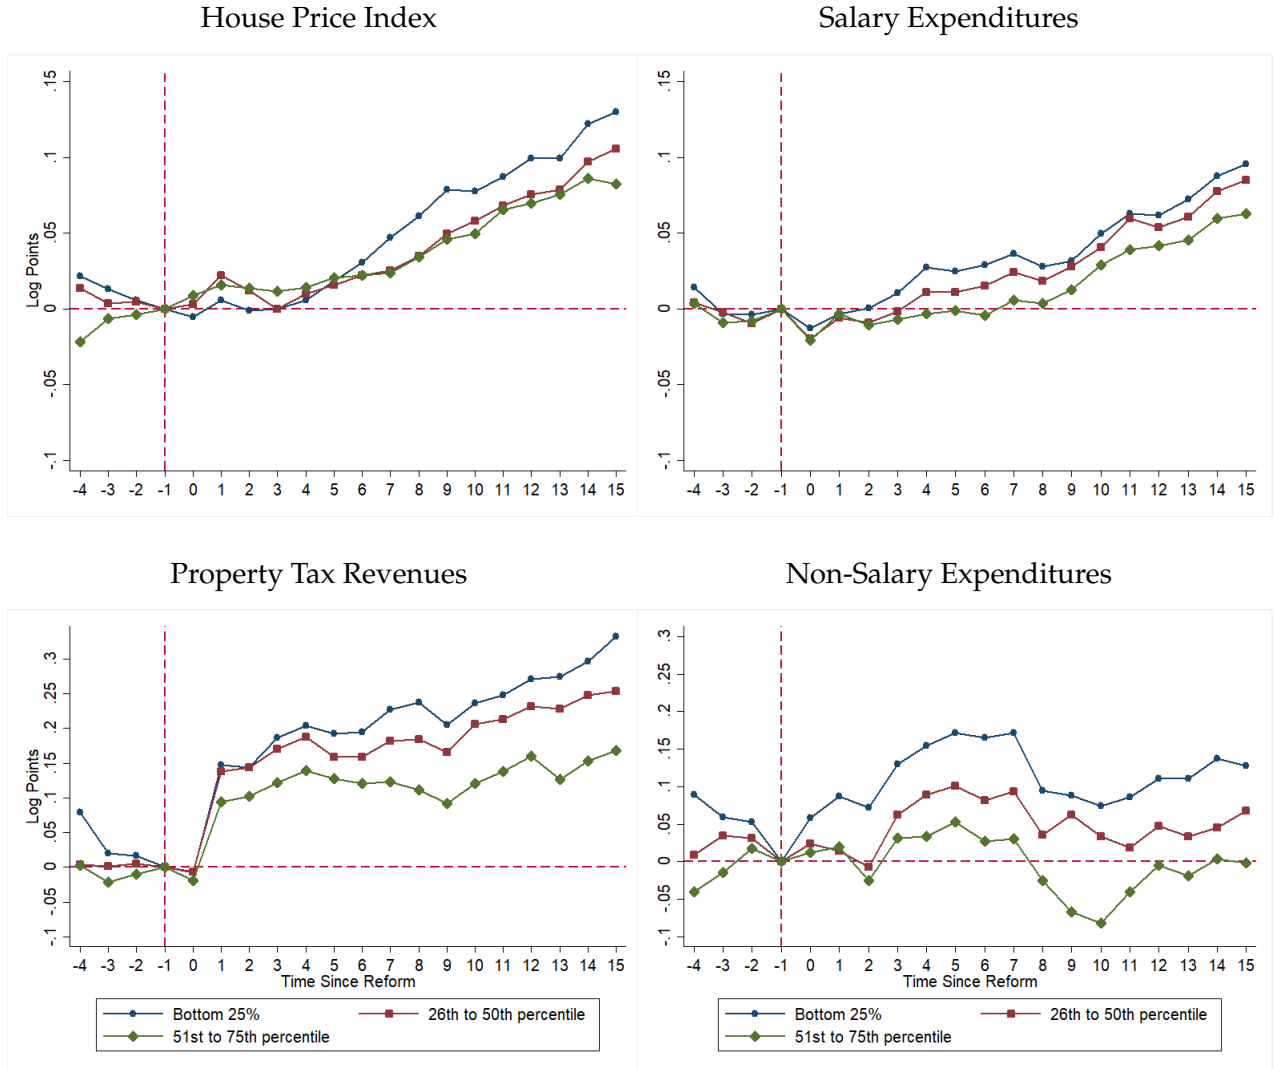 House Price Index
Salary Expenditures
Log Points
.15
.1
.05
0
-.05
-.1
-4 -3 -2 -1 0 1 2 3 4 5 6 7 8 9 10 11 12 13 14 15
.15
.1
.05
0
-.05
-.1
-4 -3 -2 -1 0 1 2 3 4 5 6 7 8 9 10 11 12 13 14 15
Property Tax Revenues
Non-Salary Expenditures
Log Points
.3
.25
.2
.15
.1
.05
0
-.05
-.1
-4 -3 -2 -1 0 1 2 3 4 5 6 7 8 9 10 11 12 13 14 15
Time Since Reform
Bottom 25%
26th to 50th percentile
51st to 75th percentile
.3
.25
.2
.15
.1
.05
0
-.05
-.1
-4 -3 -2 -1 0 1 2 3 4 5 6 7 8 9 10 11 12 13 14 15
Time Since Reform
Bottom 25%
26th to 50th percentile
51st to 75th percentile